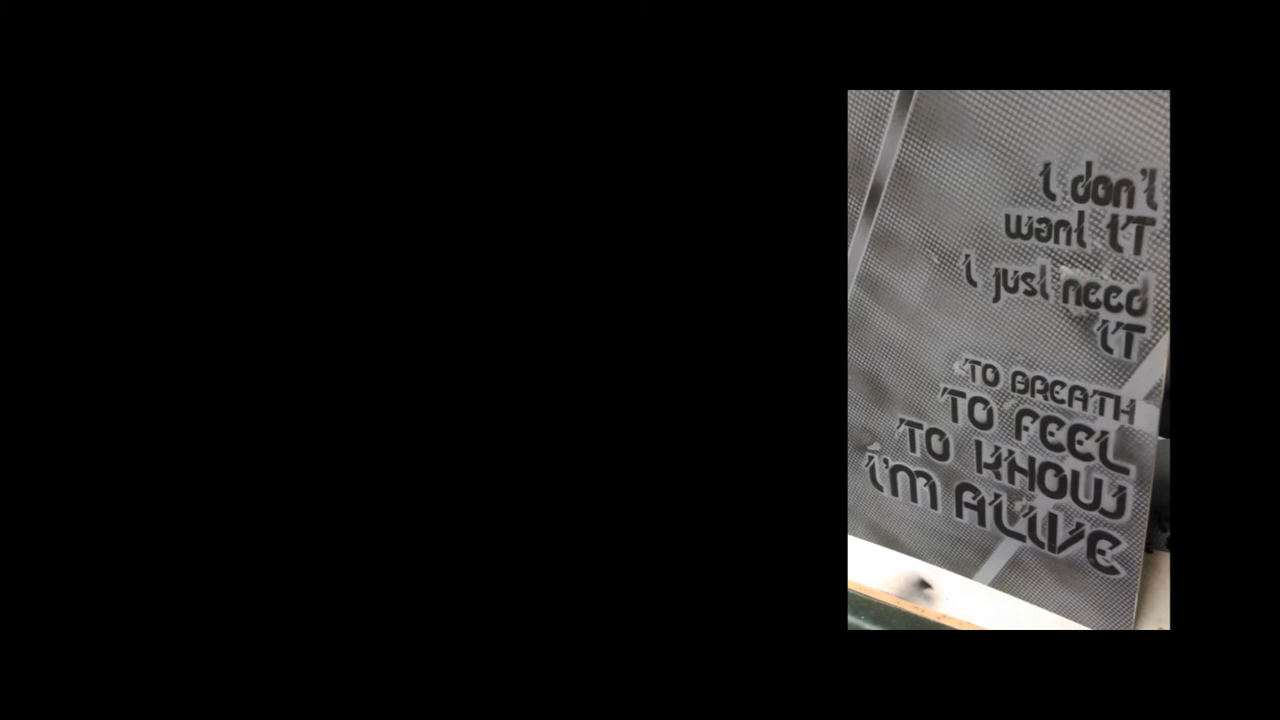 i don't
want iT
i just need
iT
TO BREATH
TO FEEL
TO KNOW
i'M ALIVE